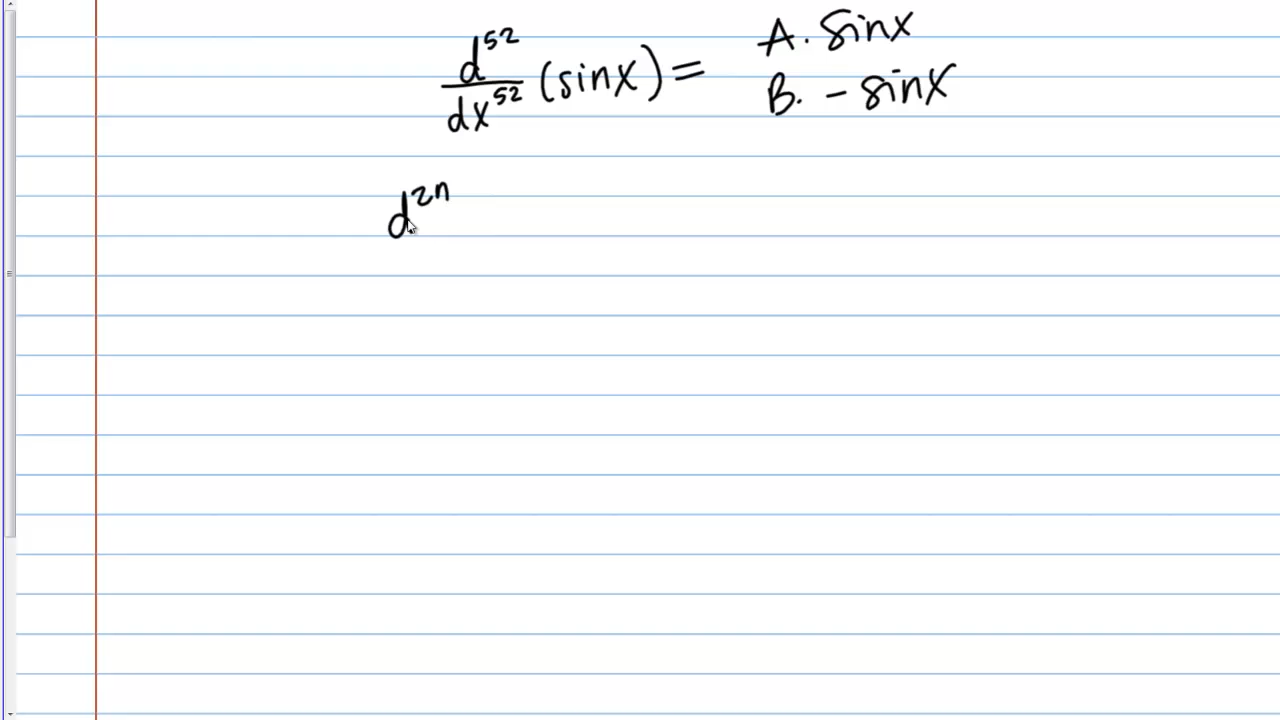 d^52/dx^52 (sinx) = A. sinx
B. - sinx
d^2n